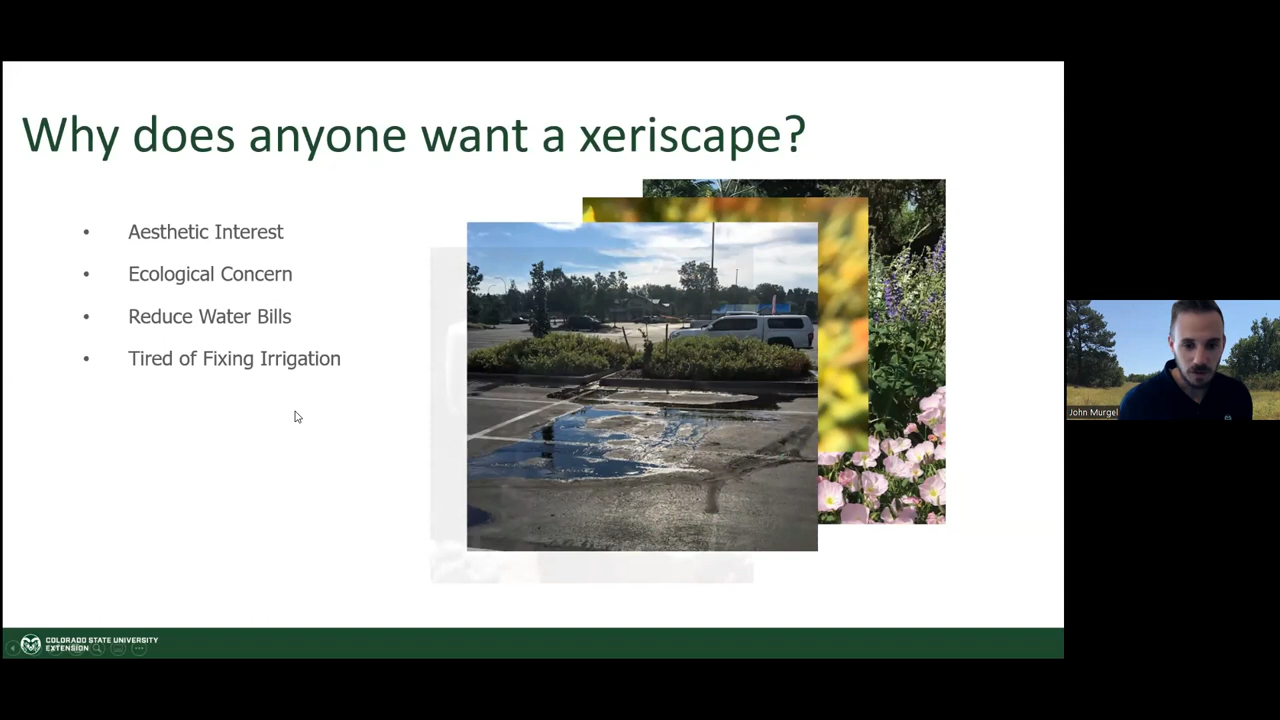 Why does anyone want a xeriscape?
• Aesthetic Interest
• Ecological Concern
• Reduce Water Bills
• Tired of Fixing Irrigation
John Murgel
COLORADO STATE UNIVERSITY
EXTENSION